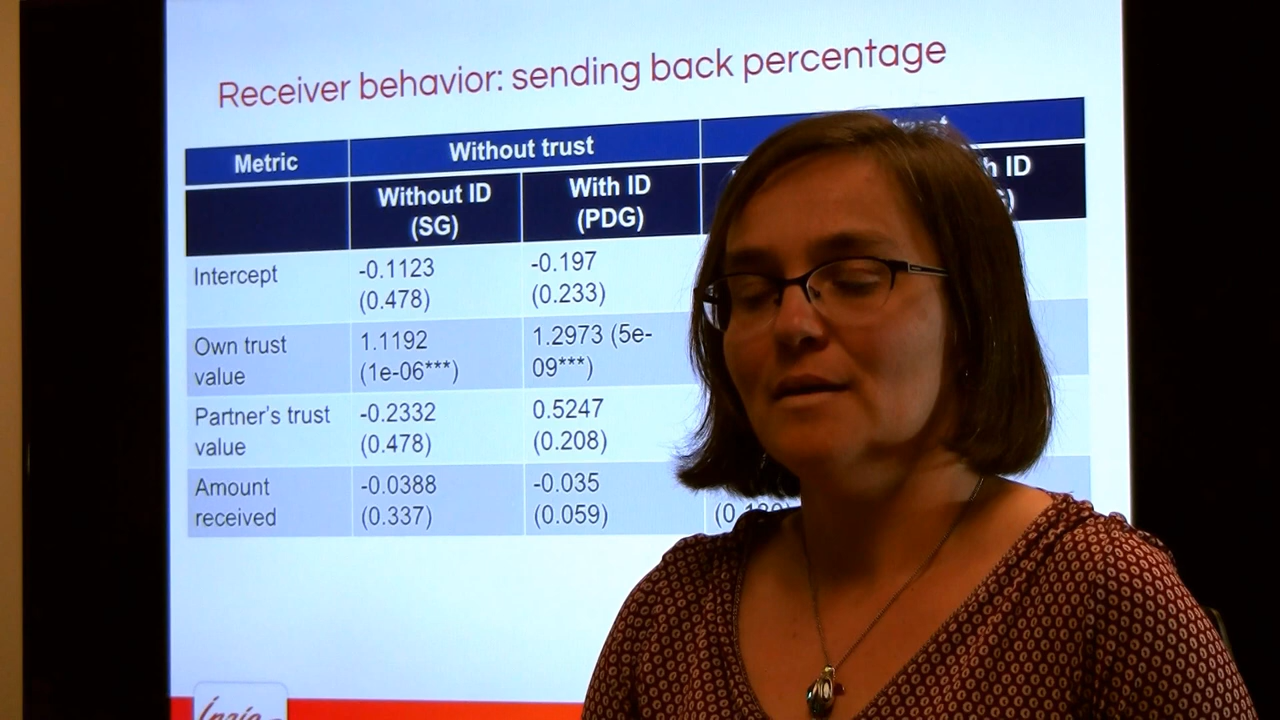 Receiver behavior: sending back percentage
Metric Without trust
Without ID With ID ID
(SG) (PDG)
Intercept -0.1123 -0.197
(0.478) (0.233)
Own trust 1.1192 1.2973 (5e-
value (1e-06***) 09***)
Partner's trust -0.2332 0.5247
value (0.478) (0.208)
Amount -0.0388 -0.035
received (0.337) (0.059)